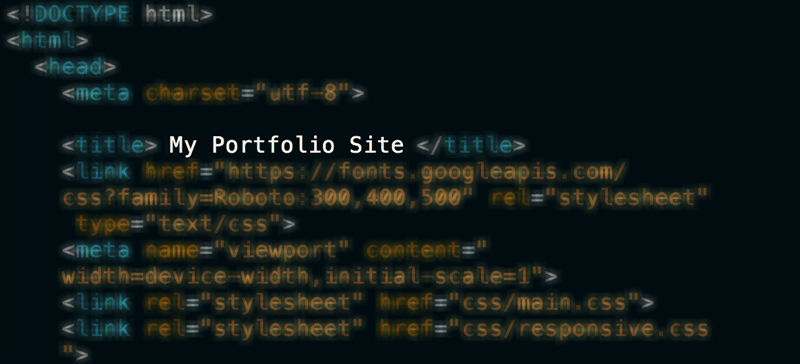 <!DOCTYPE html>
<html>
<head>
<meta charset="utf-8">
<title> My Portfolio Site </title>
<link href="https://fonts.googleapis.com/
css?family=Roboto:300,400,500" rel="stylesheet"
type="text/css">
<meta name="viewport" content="
width=device-width,initial-scale=1">
<link rel="stylesheet" href="css/main.css">
<link rel="stylesheet" href="css/responsive.css
">